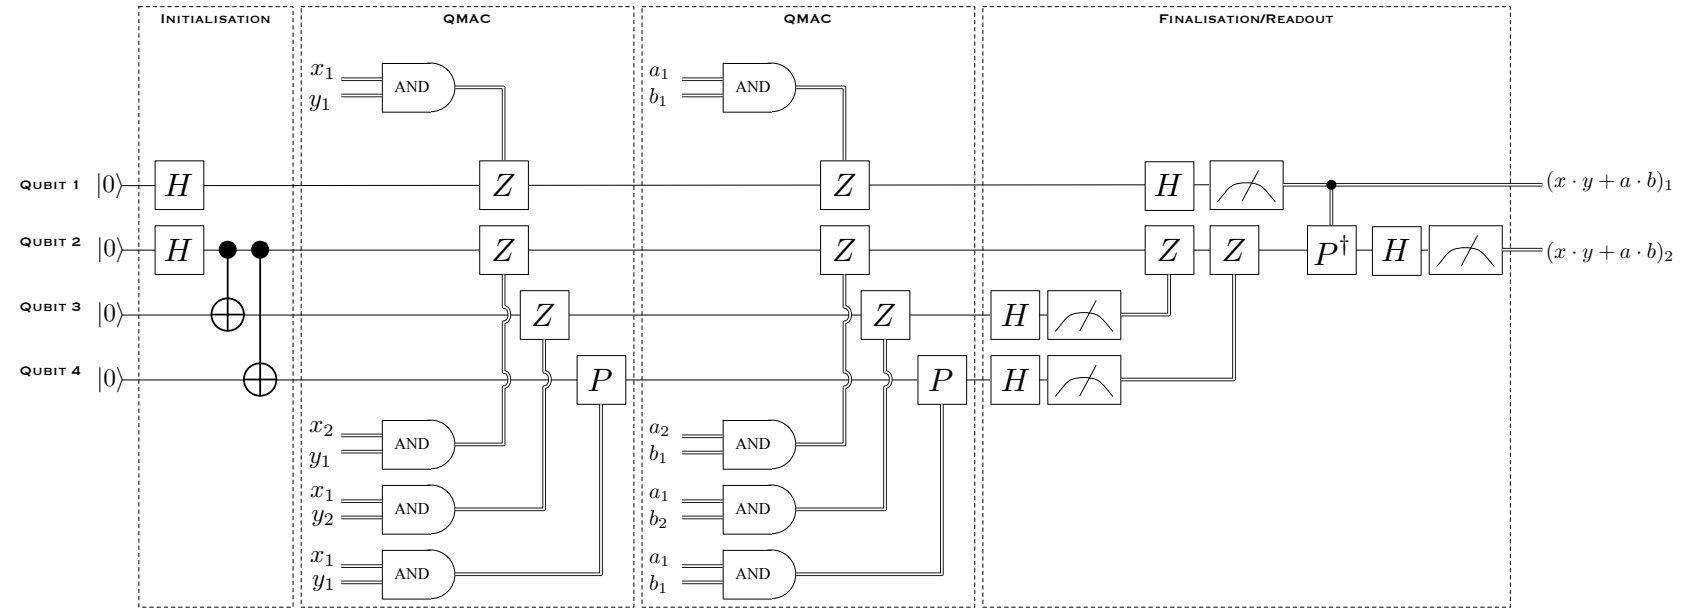 INITIALISATION
QMAC
QMAC
FINALISATION/READOUT
x₁
y₁
AND
a₁
b₁
AND
QUBIT 1 |0⟩ H Z Z H (x · y + a · b)₁
QUBIT 2 |0⟩ H Z Z Z Z P† H (x · y + a · b)₂
QUBIT 3 |0⟩ Z Z H
QUBIT 4 |0⟩ P P H
x₂
y₁
AND
a₂
b₁
AND
x₁
y₂
AND
a₁
b₂
AND
x₁
y₁
AND
a₁
b₁
AND